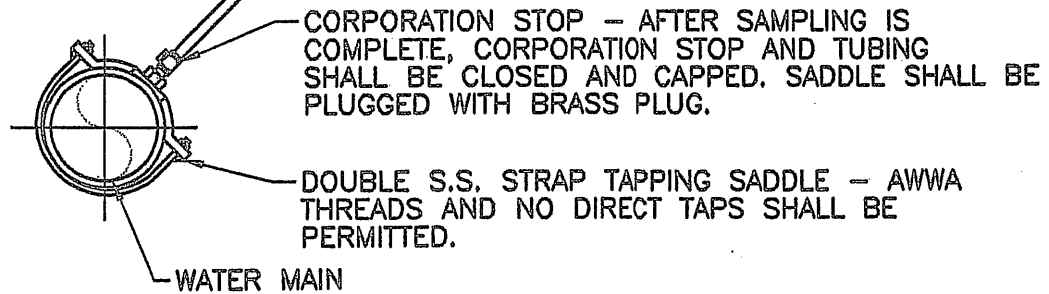 CORPORATION STOP – AFTER SAMPLING IS
COMPLETE, CORPORATION STOP AND TUBING
SHALL BE CLOSED AND CAPPED. SADDLE SHALL BE
PLUGGED WITH BRASS PLUG.
DOUBLE S.S. STRAP TAPPING SADDLE – AWWA
THREADS AND NO DIRECT TAPS SHALL BE
PERMITTED.
WATER MAIN